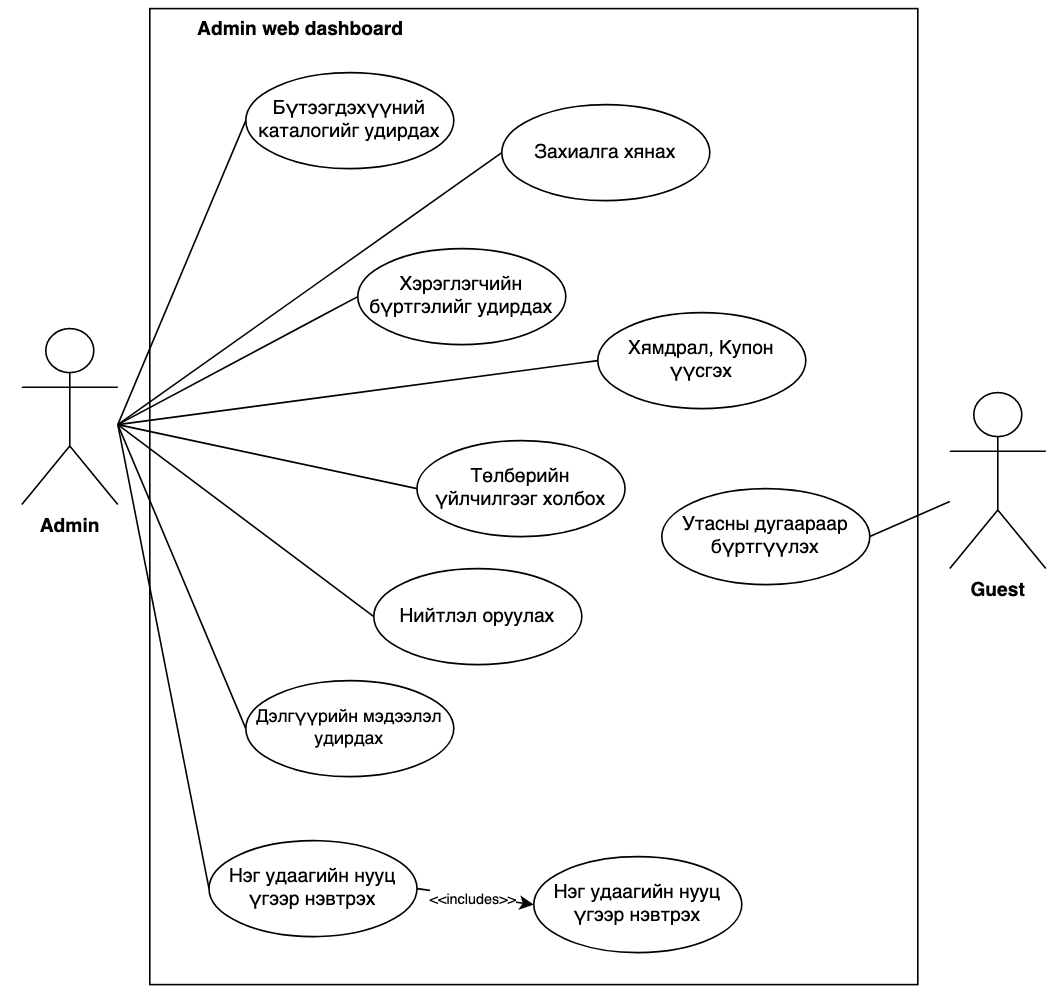 Admin web dashboard
Бүтээгдэхүүний
каталогийг удирдах
Захиалга хянах
Хэрэглэгчийн
бүртгэлийг удирдах
Хямдрал, Купон
үүсгэх
Төлбөрийн
үйлчилгээг холбох
Admin
Утасны дугаараар
бүртгүүлэх
Guest
Нийтлэл оруулах
Дэлгүүрийн мэдээлэл
удирдах
Нэг удаагийн нууц
үгээр нэвтрэх
<<includes>>
Нэг удаагийн нууц
үгээр нэвтрэх